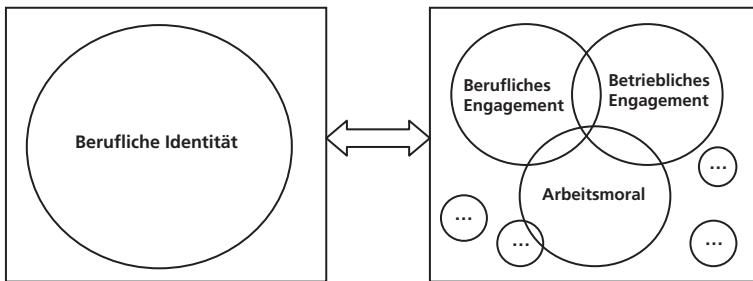 Berufliche Identität
Berufliches
Engagement
Betriebliches
Engagement
Arbeitsmoral
...
...
...
...